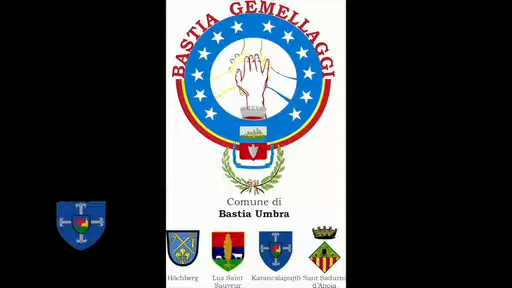 BASTIA GEMELLAGGI
Comune di
Bastia Umbra
Höchberg
Luz Saint
Sauveur
Karancslapujtő
Sant Sadurní
d'Anoia